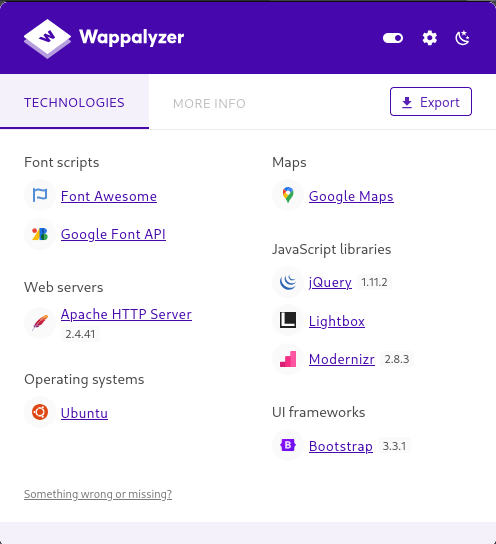 Wappalyzer
TECHNOLOGIES
MORE INFO
Export
Font scripts
Font Awesome
Google Font API
Web servers
Apache HTTP Server
2.4.41
Operating systems
Ubuntu
Maps
Google Maps
JavaScript libraries
jQuery 1.11.2
Lightbox
Modernizr 2.8.3
UI frameworks
Bootstrap 3.3.1
Something wrong or missing?